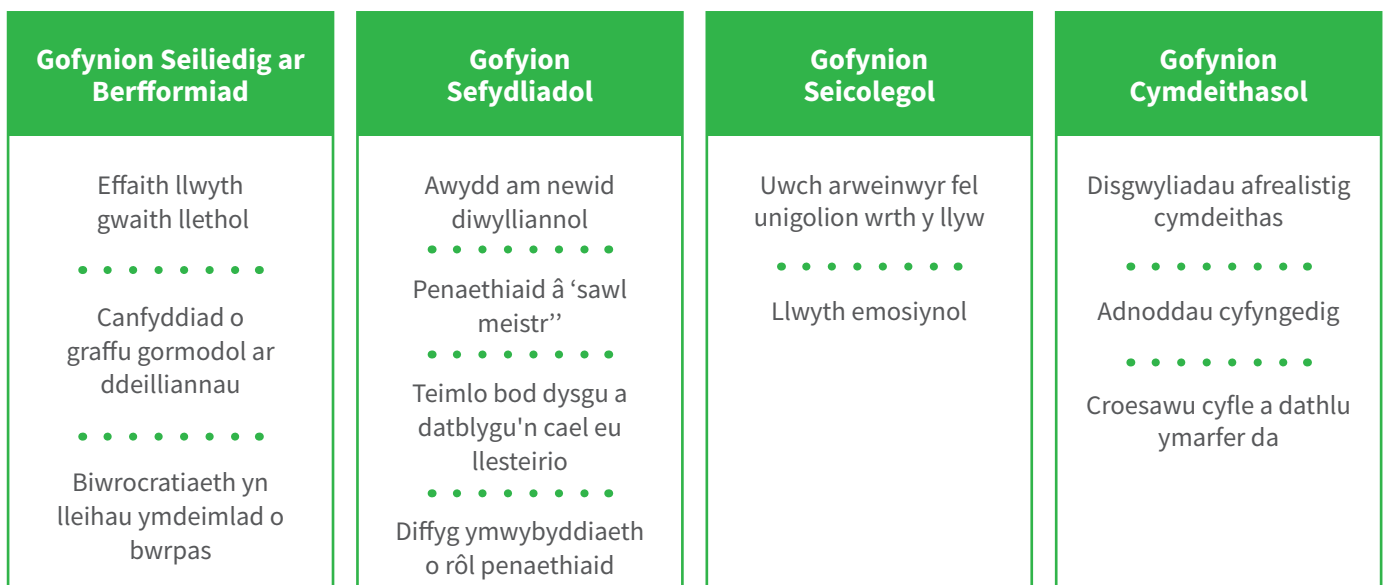 Gofynion Seiliedig ar
Berfformiad
Effaith llwyth
gwaith llethol
Canfyddiad o
graffu gormodol ar
ddeilliannau
Biwrocratiaeth yn
lleihau ymdeimlad o
bwrpas
Gofyion
Sefydliadol
Awydd am newid
diwylliannol
Penaethiaid â ‘sawl
meistr’’
Teimlo bod dysgu a
datblygu'n cael eu
llesteirio
Diffyg ymwybyddiaeth
o rôl penaethiaid
Gofynion
Seicolegol
Uwch arweinwyr fel
unigolion wrth y llyw
Llwyth emosiynol
Gofynion
Cymdeithasol
Disgwyliadau afrealistig
cymdeithas
Adnoddau cyfyngedig
Croesawu cyfle a dathlu
ymarfer da